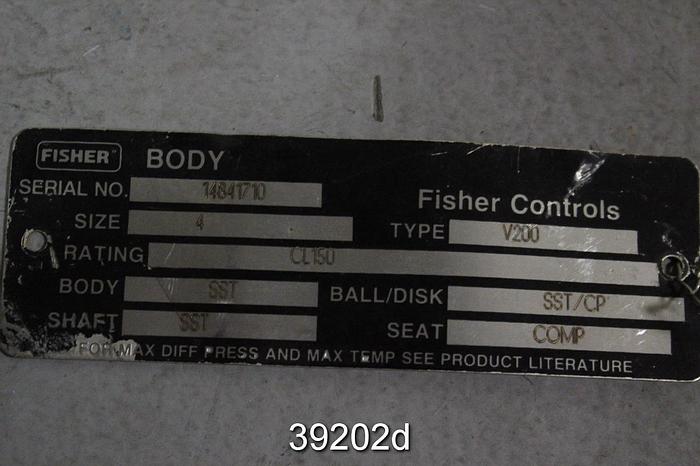 FISHER BODY
SERIAL NO. 14841710
Fisher Controls
SIZE 4
TYPE V200
RATING CL150
BODY SST
BALL/DISK SST/CP
SHAFT SST
SEAT COMP
FOR MAX DIFF PRESS AND MAX TEMP SEE PRODUCT LITERATURE
39202d